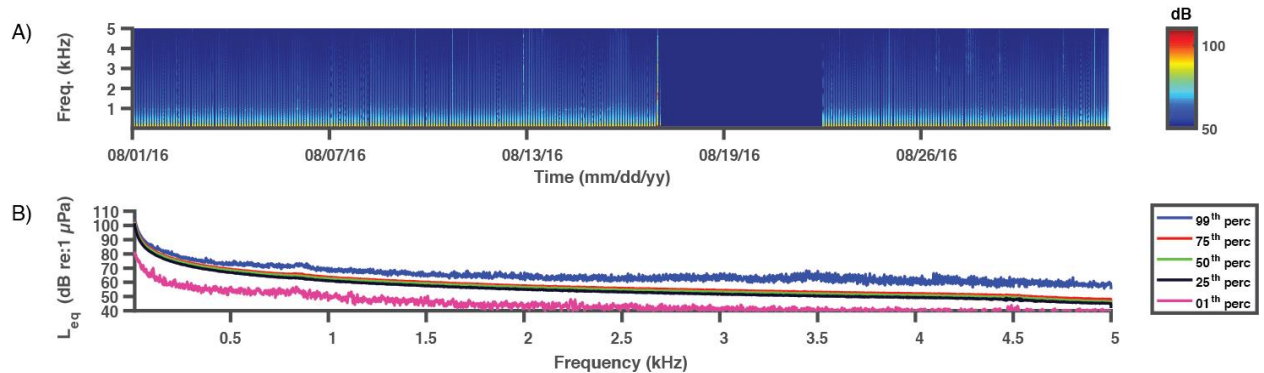 A)
Freq. (kHz)
5
4
3
2
1
08/01/16
08/07/16
08/13/16
08/19/16
08/26/16
Time (mm/dd/yy)
dB
100
50
B)
L_eq (dB re:1 µPa)
110
100
90
80
70
60
50
40
0.5
1
1.5
2
2.5
3
3.5
4
4.5
5
Frequency (kHz)
99th perc
75th perc
50th perc
25th perc
01th perc